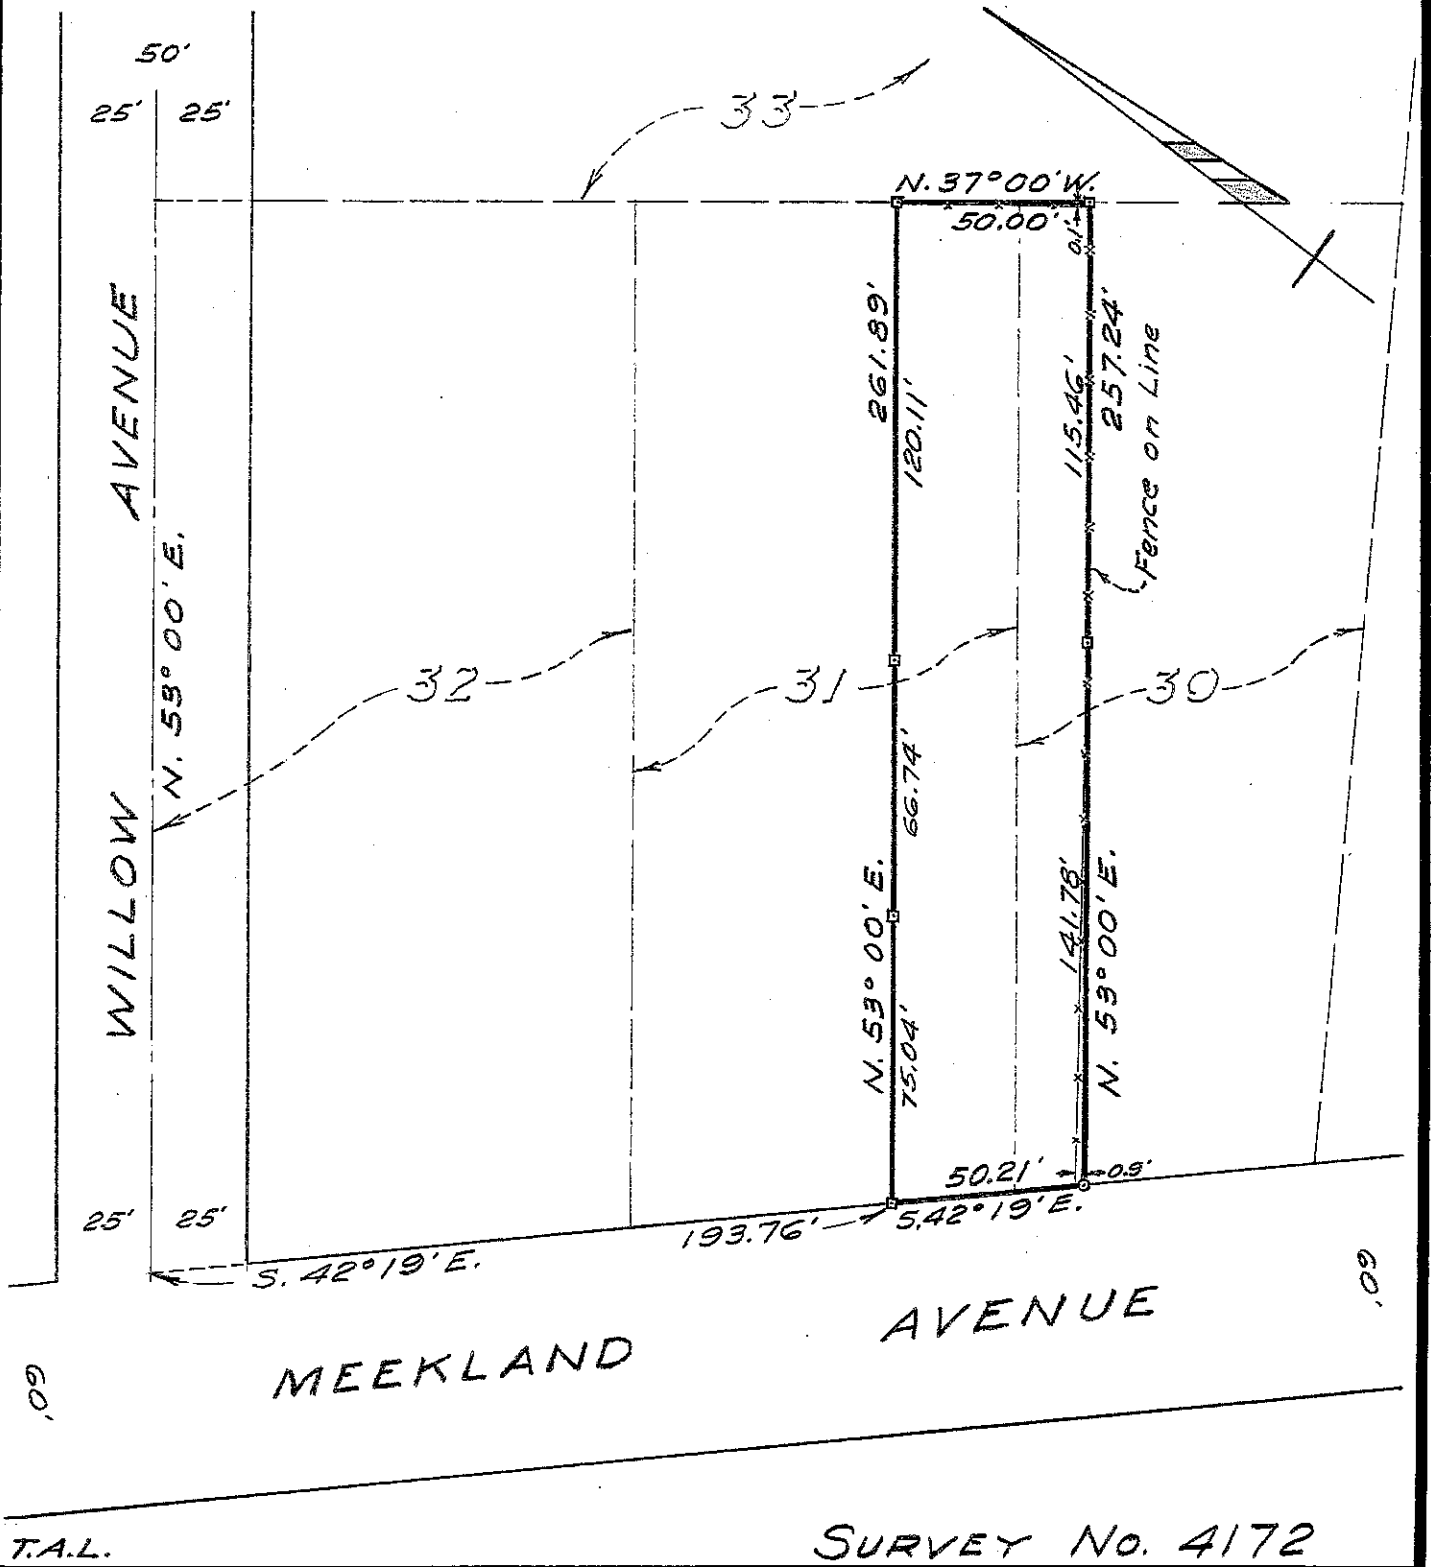 50'
25' 25'
33
N. 37°00' W.
50.00'
0.1'
261.89'
120.11'
115.46'
257.24'
Fence on Line
WILLOW AVENUE
N. 53° 00' E.
32
31
30
66.74'
N. 53° 00' E.
75.04'
141.78'
N. 53° 00' E.
50.21'
0.9'
S. 42° 19' E.
193.76'
25' 25'
S. 42° 19' E.
60'
MEEKLAND AVENUE
60'
T.A.L.
SURVEY No. 4172